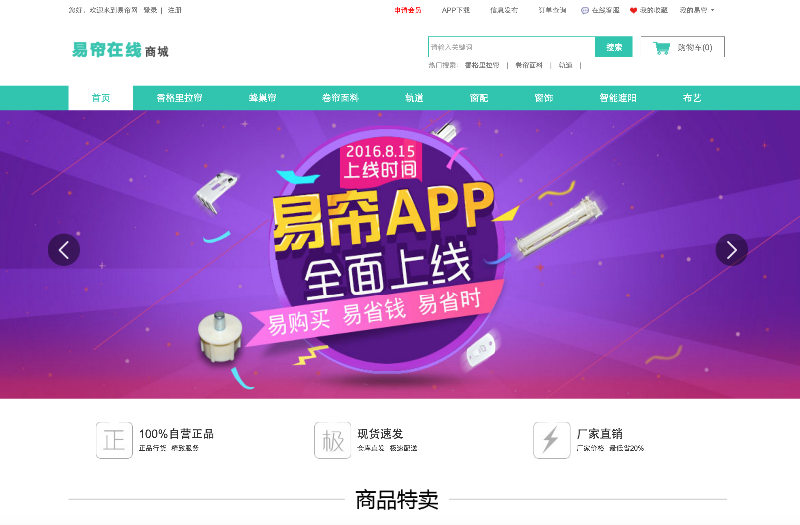 您好，欢迎来到易帘网 登录 | 注册
申请会员 APP下载 信息发布 订单查询 在线客服 我的收藏 我的易帘
易帘在线商城
请输入关键词 搜索 购物车(0)
热门搜索: 香格里拉帘 | 卷帘面料 | 轨道 |
首页 香格里拉帘 蜂巢帘 卷帘面料 轨道 窗配 窗饰 智能遮阳 布艺
2016.8.15
上线时间
易帘APP
全面上线
易购买 易省钱 易省时
正 100%自营正品
正品行货 精致服务
极 现货速发
仓库直发 极速配送
厂家直销
厂家价格 最低省20%
商品特卖